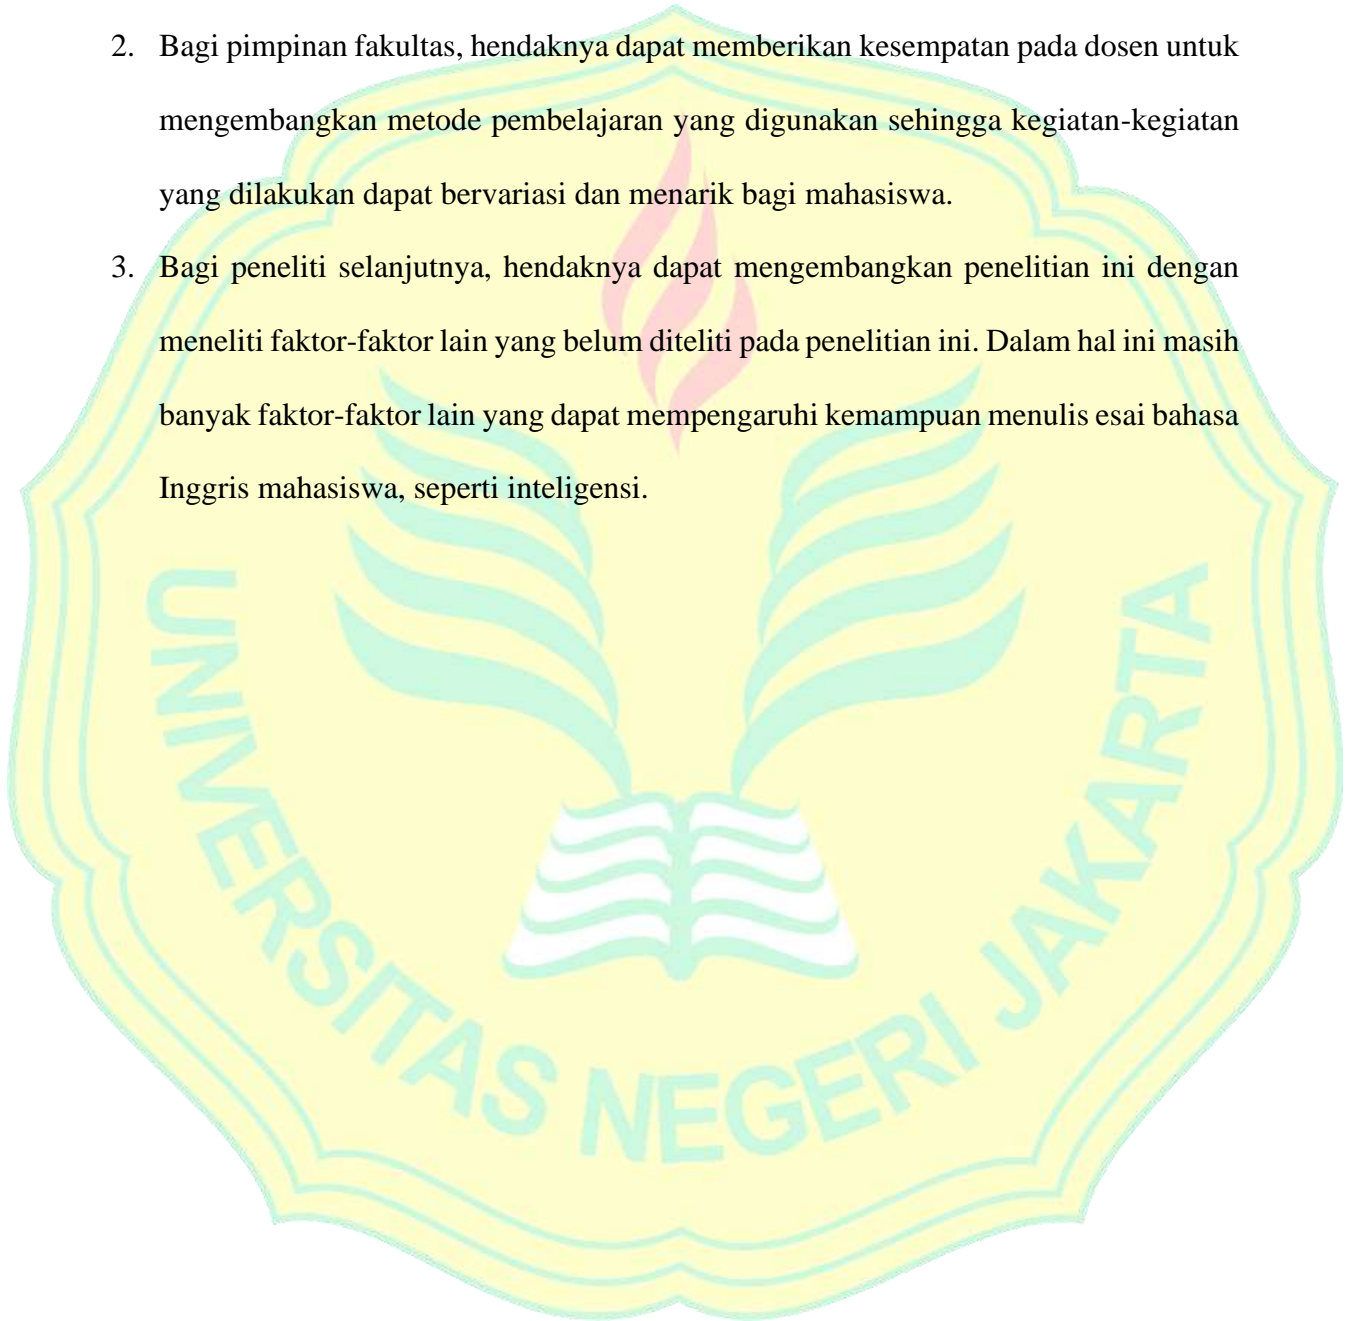 2. Bagi pimpinan fakultas, hendaknya dapat memberikan kesempatan pada dosen untuk
mengembangkan metode pembelajaran yang digunakan sehingga kegiatan-kegiatan
yang dilakukan dapat bervariasi dan menarik bagi mahasiswa.
3. Bagi peneliti selanjutnya, hendaknya dapat mengembangkan penelitian ini dengan
meneliti faktor-faktor lain yang belum diteliti pada penelitian ini. Dalam hal ini masih
banyak faktor-faktor lain yang dapat mempengaruhi kemampuan menulis esai bahasa
Inggris mahasiswa, seperti inteligensi.
UNIVERSITAS NEGERI JAKARTA